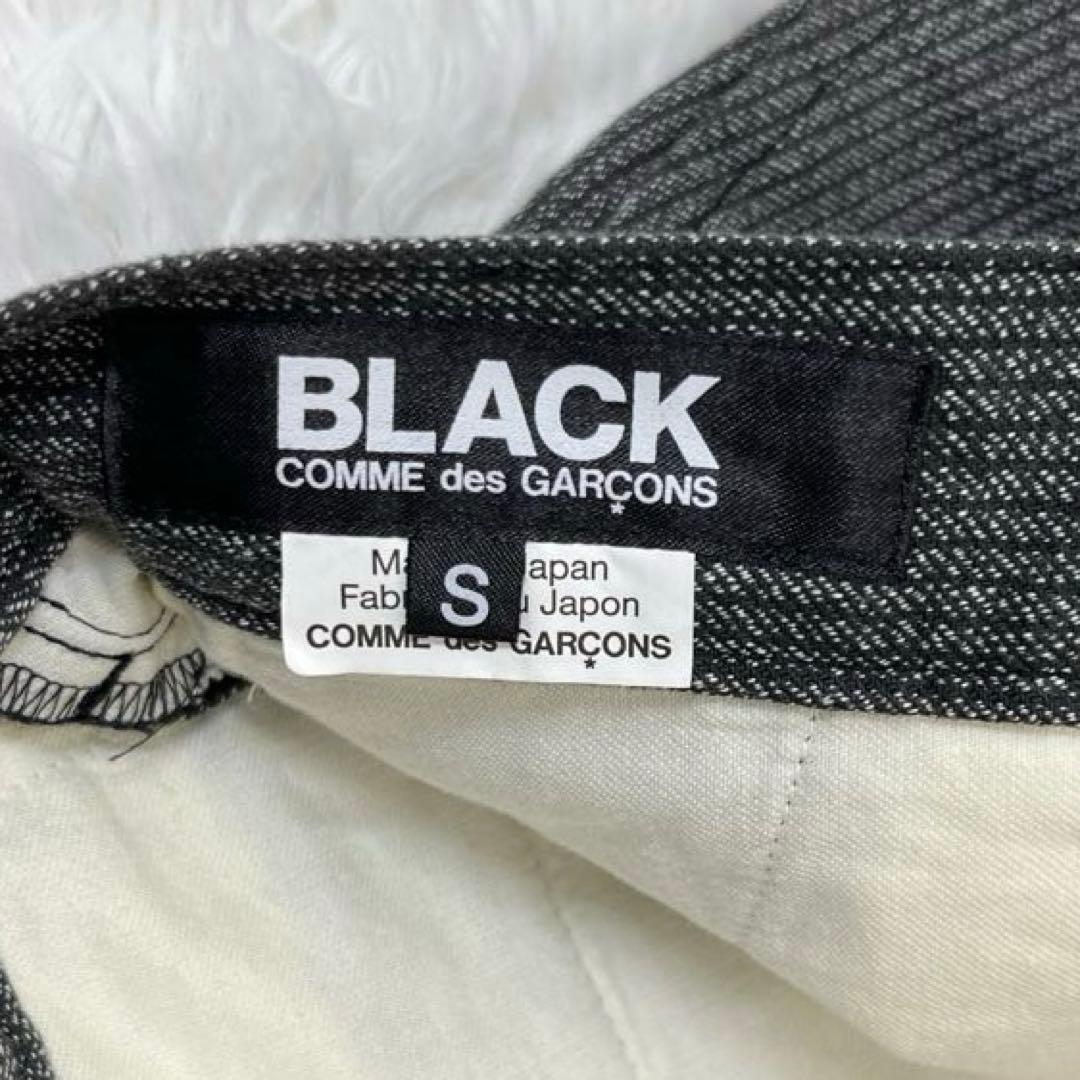 BLACK
COMME des GARÇONS
Ma apan
S
Fab u Japon
COMME des GARÇONS